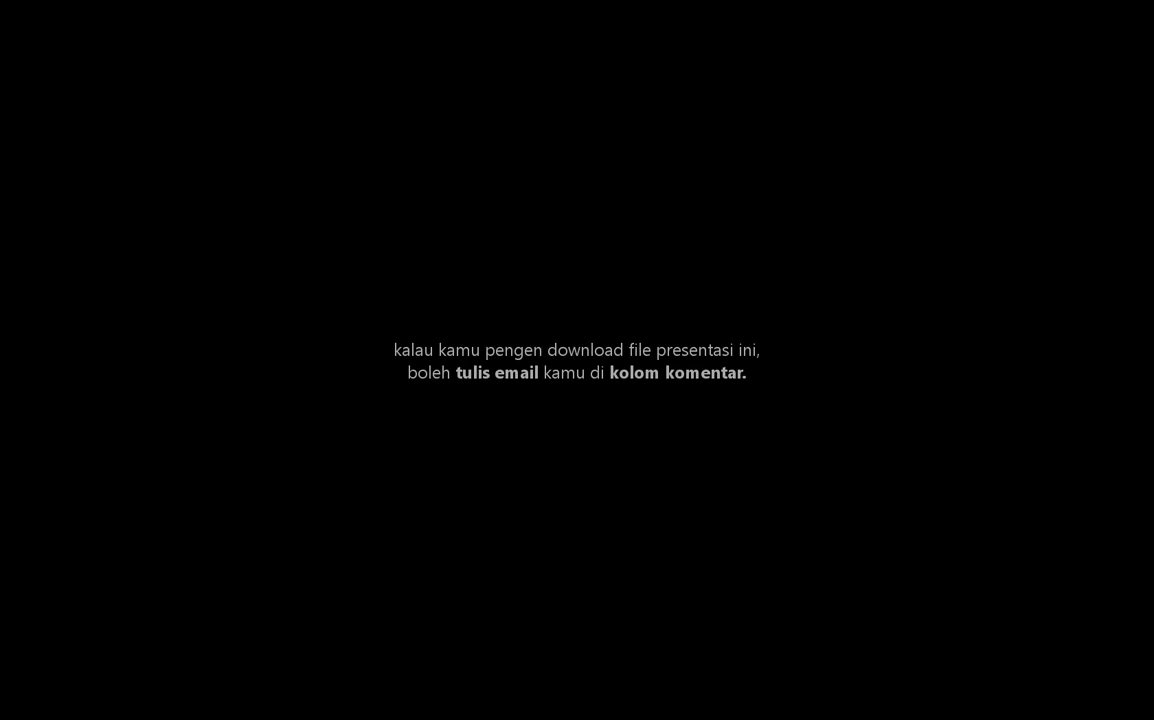 kalau kamu pengen download file presentasi ini,
boleh tulis email kamu di kolom komentar.